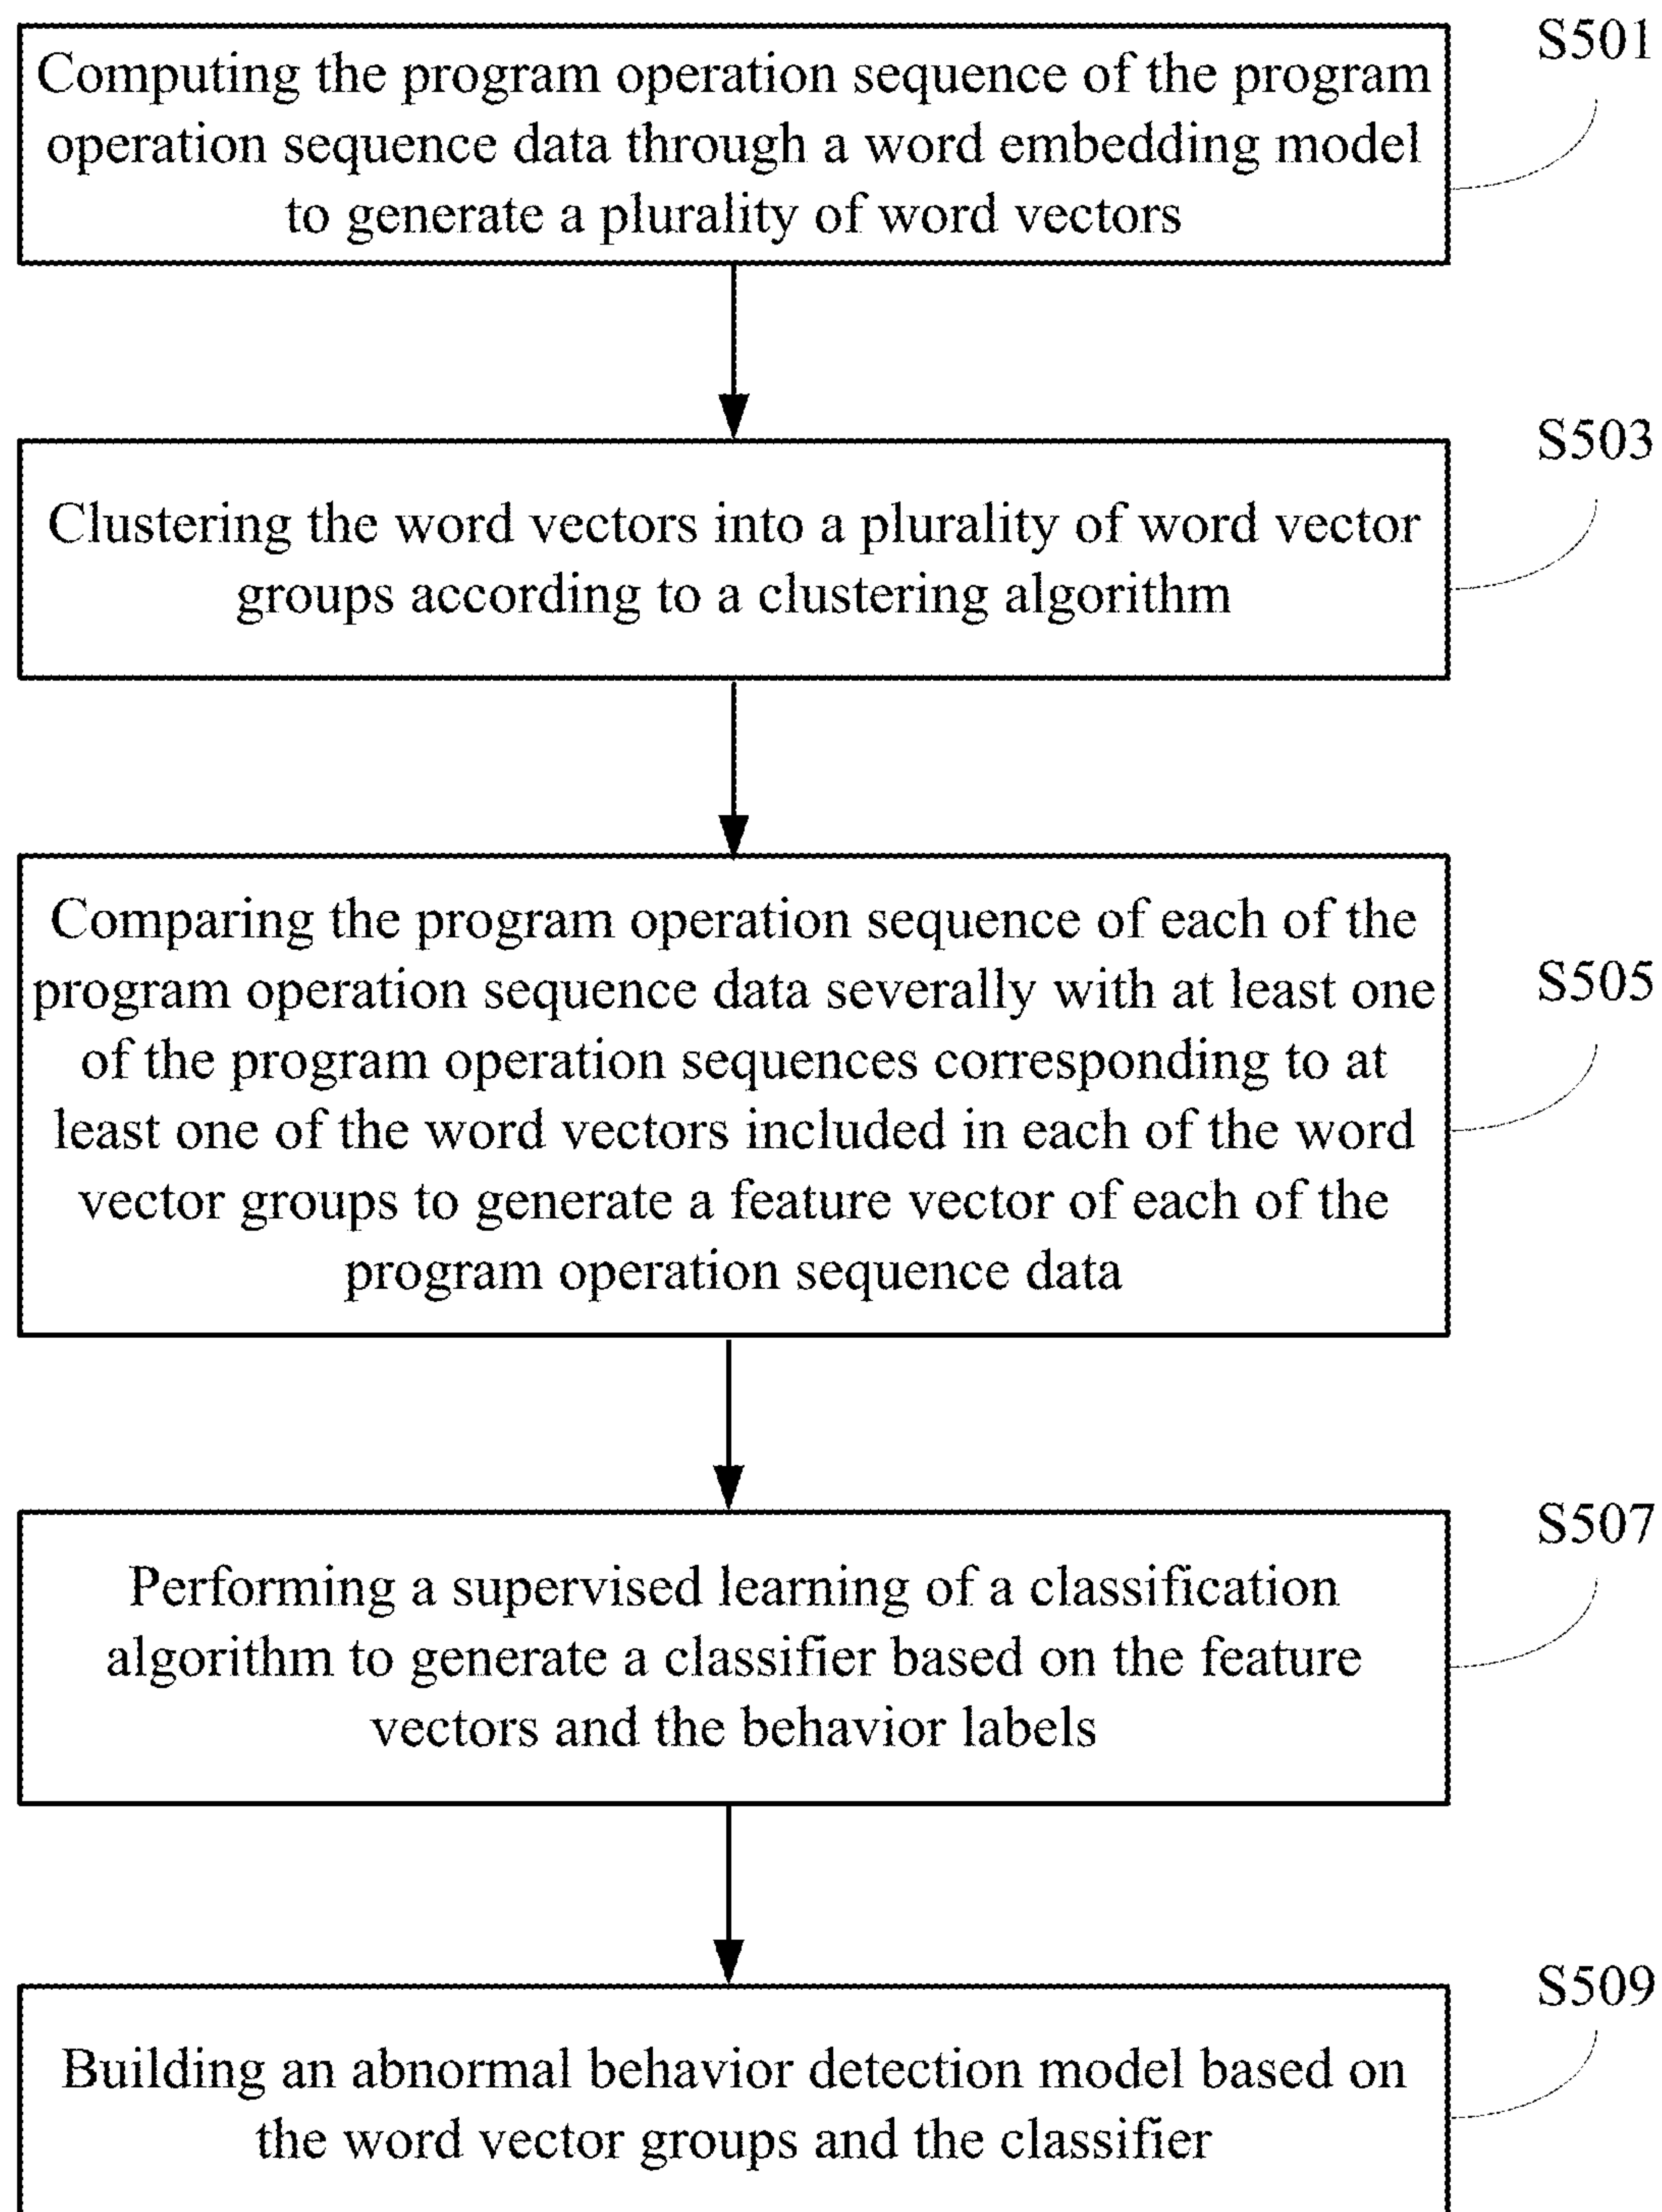 S501
Computing the program operation sequence of the program
operation sequence data through a word embedding model
to generate a plurality of word vectors
S503
Clustering the word vectors into a plurality of word vector
groups according to a clustering algorithm
Comparing the program operation sequence of each of the
program operation sequence data severally with at least one
S505
of the program operation sequences corresponding to at
least one of the word vectors included in each of the word
vector groups to generate a feature vector of each of the
program operation sequence data
S507
Performing a supervised learning of a classification
algorithm to generate a classifier based on the feature
vectors and the behavior labels
S509
Building an abnormal behavior detection model based on
the word vector groups and the classifier